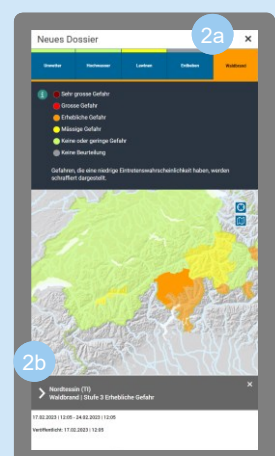 Neues Dossier
2a
×
Unwetter Hochwasser Lawinen Erdbeben Waldbrand
i
Sehr grosse Gefahr
Grosse Gefahr
Erhebliche Gefahr
Mässige Gefahr
Keine oder geringe Gefahr
Keine Beurteilung
Gefahren, die eine niedrige Eintretenswahrscheinlichkeit haben, werden
schraffiert dargestellt.
2b
×
Nordtessin (TI)
Waldbrand | Stufe 3 Erhebliche Gefahr
17.02.2023 | 12:05 - 24.02.2023 | 12:05
Veröffentlicht: 17.02.2023 | 12:05